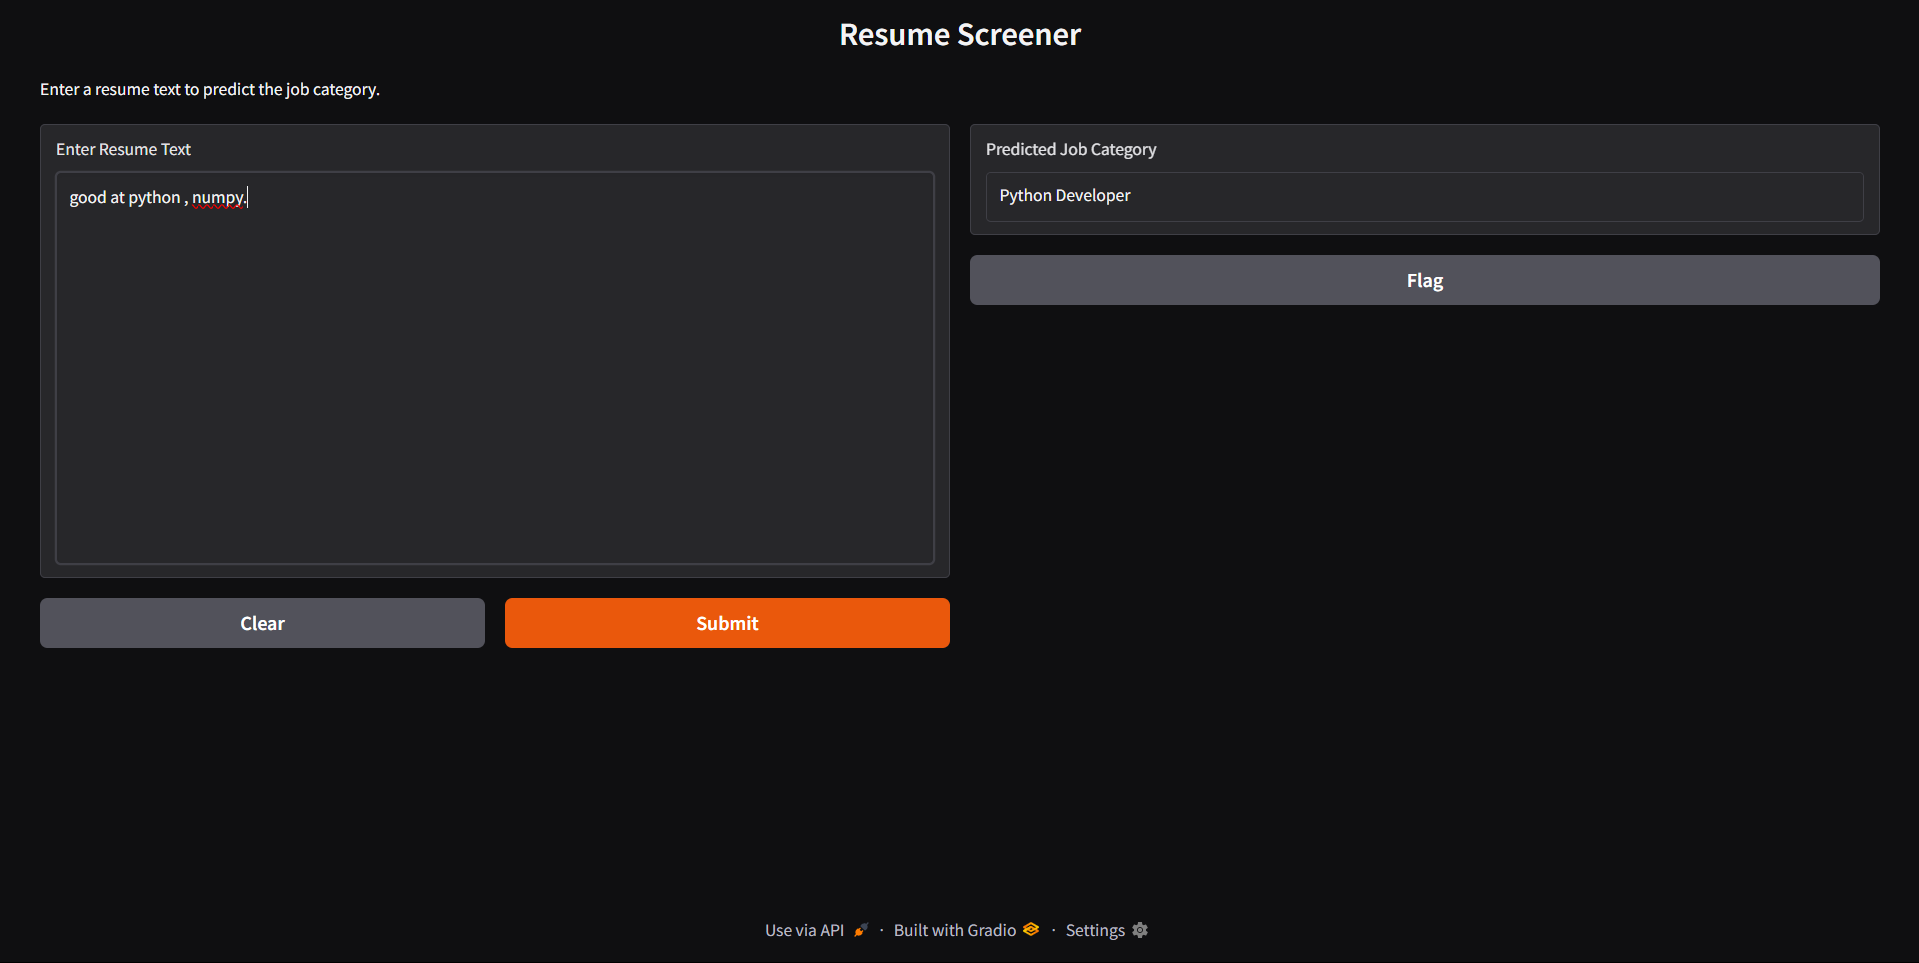 Resume Screener
Enter a resume text to predict the job category.
Enter Resume Text
good at python , numpy.
Clear
Submit
Predicted Job Category
Python Developer
Flag
Use via API · Built with Gradio · Settings